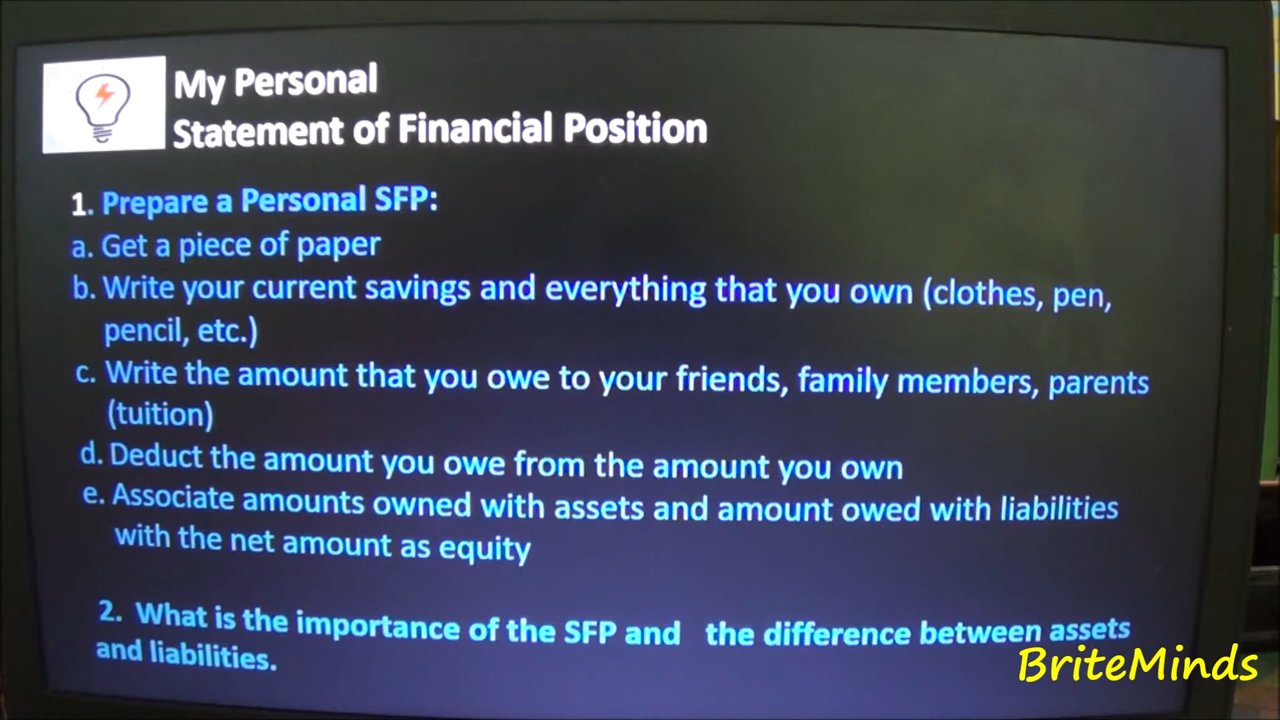 My Personal
Statement of Financial Position
1. Prepare a Personal SFP:
a. Get a piece of paper
b. Write your current savings and everything that you own (clothes, pen,
pencil, etc.)
c. Write the amount that you owe to your friends, family members, parents
(tuition)
d. Deduct the amount you owe from the amount you own
e. Associate amounts owned with assets and amount owed with liabilities
with the net amount as equity
2. What is the importance of the SFP and the difference between assets
and liabilities.
BriteMinds